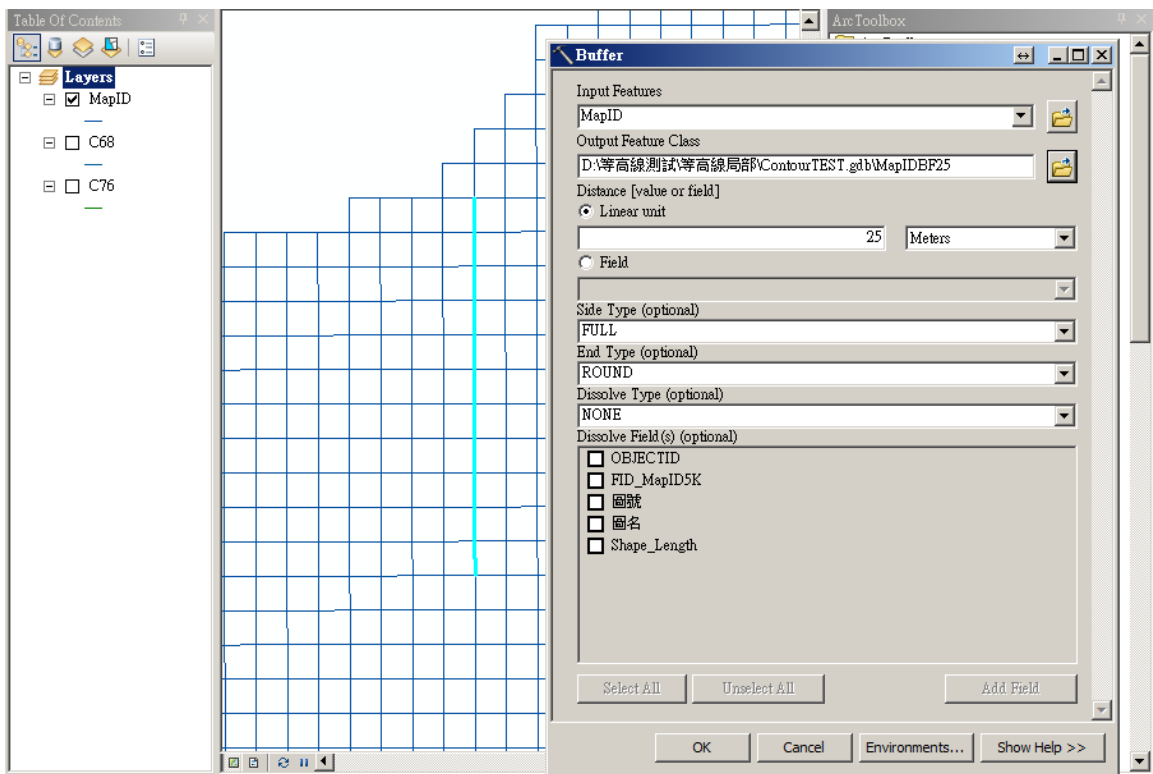 Table Of Contents
Layers
MapID
C68
C76
ArcToolbox
Buffer
Input Features
MapID
Output Feature Class
D:\等高線測試\等高線局部\ContourTEST.gdb\MapIDBF25
Distance [value or field]
Linear unit
25 Meters
Field
Side Type (optional)
FULL
End Type (optional)
ROUND
Dissolve Type (optional)
NONE
Dissolve Field(s) (optional)
OBJECTID
FID_MapID5K
圖號
圖名
Shape_Length
Select All Unselect All Add Field
OK Cancel Environments... Show Help >>